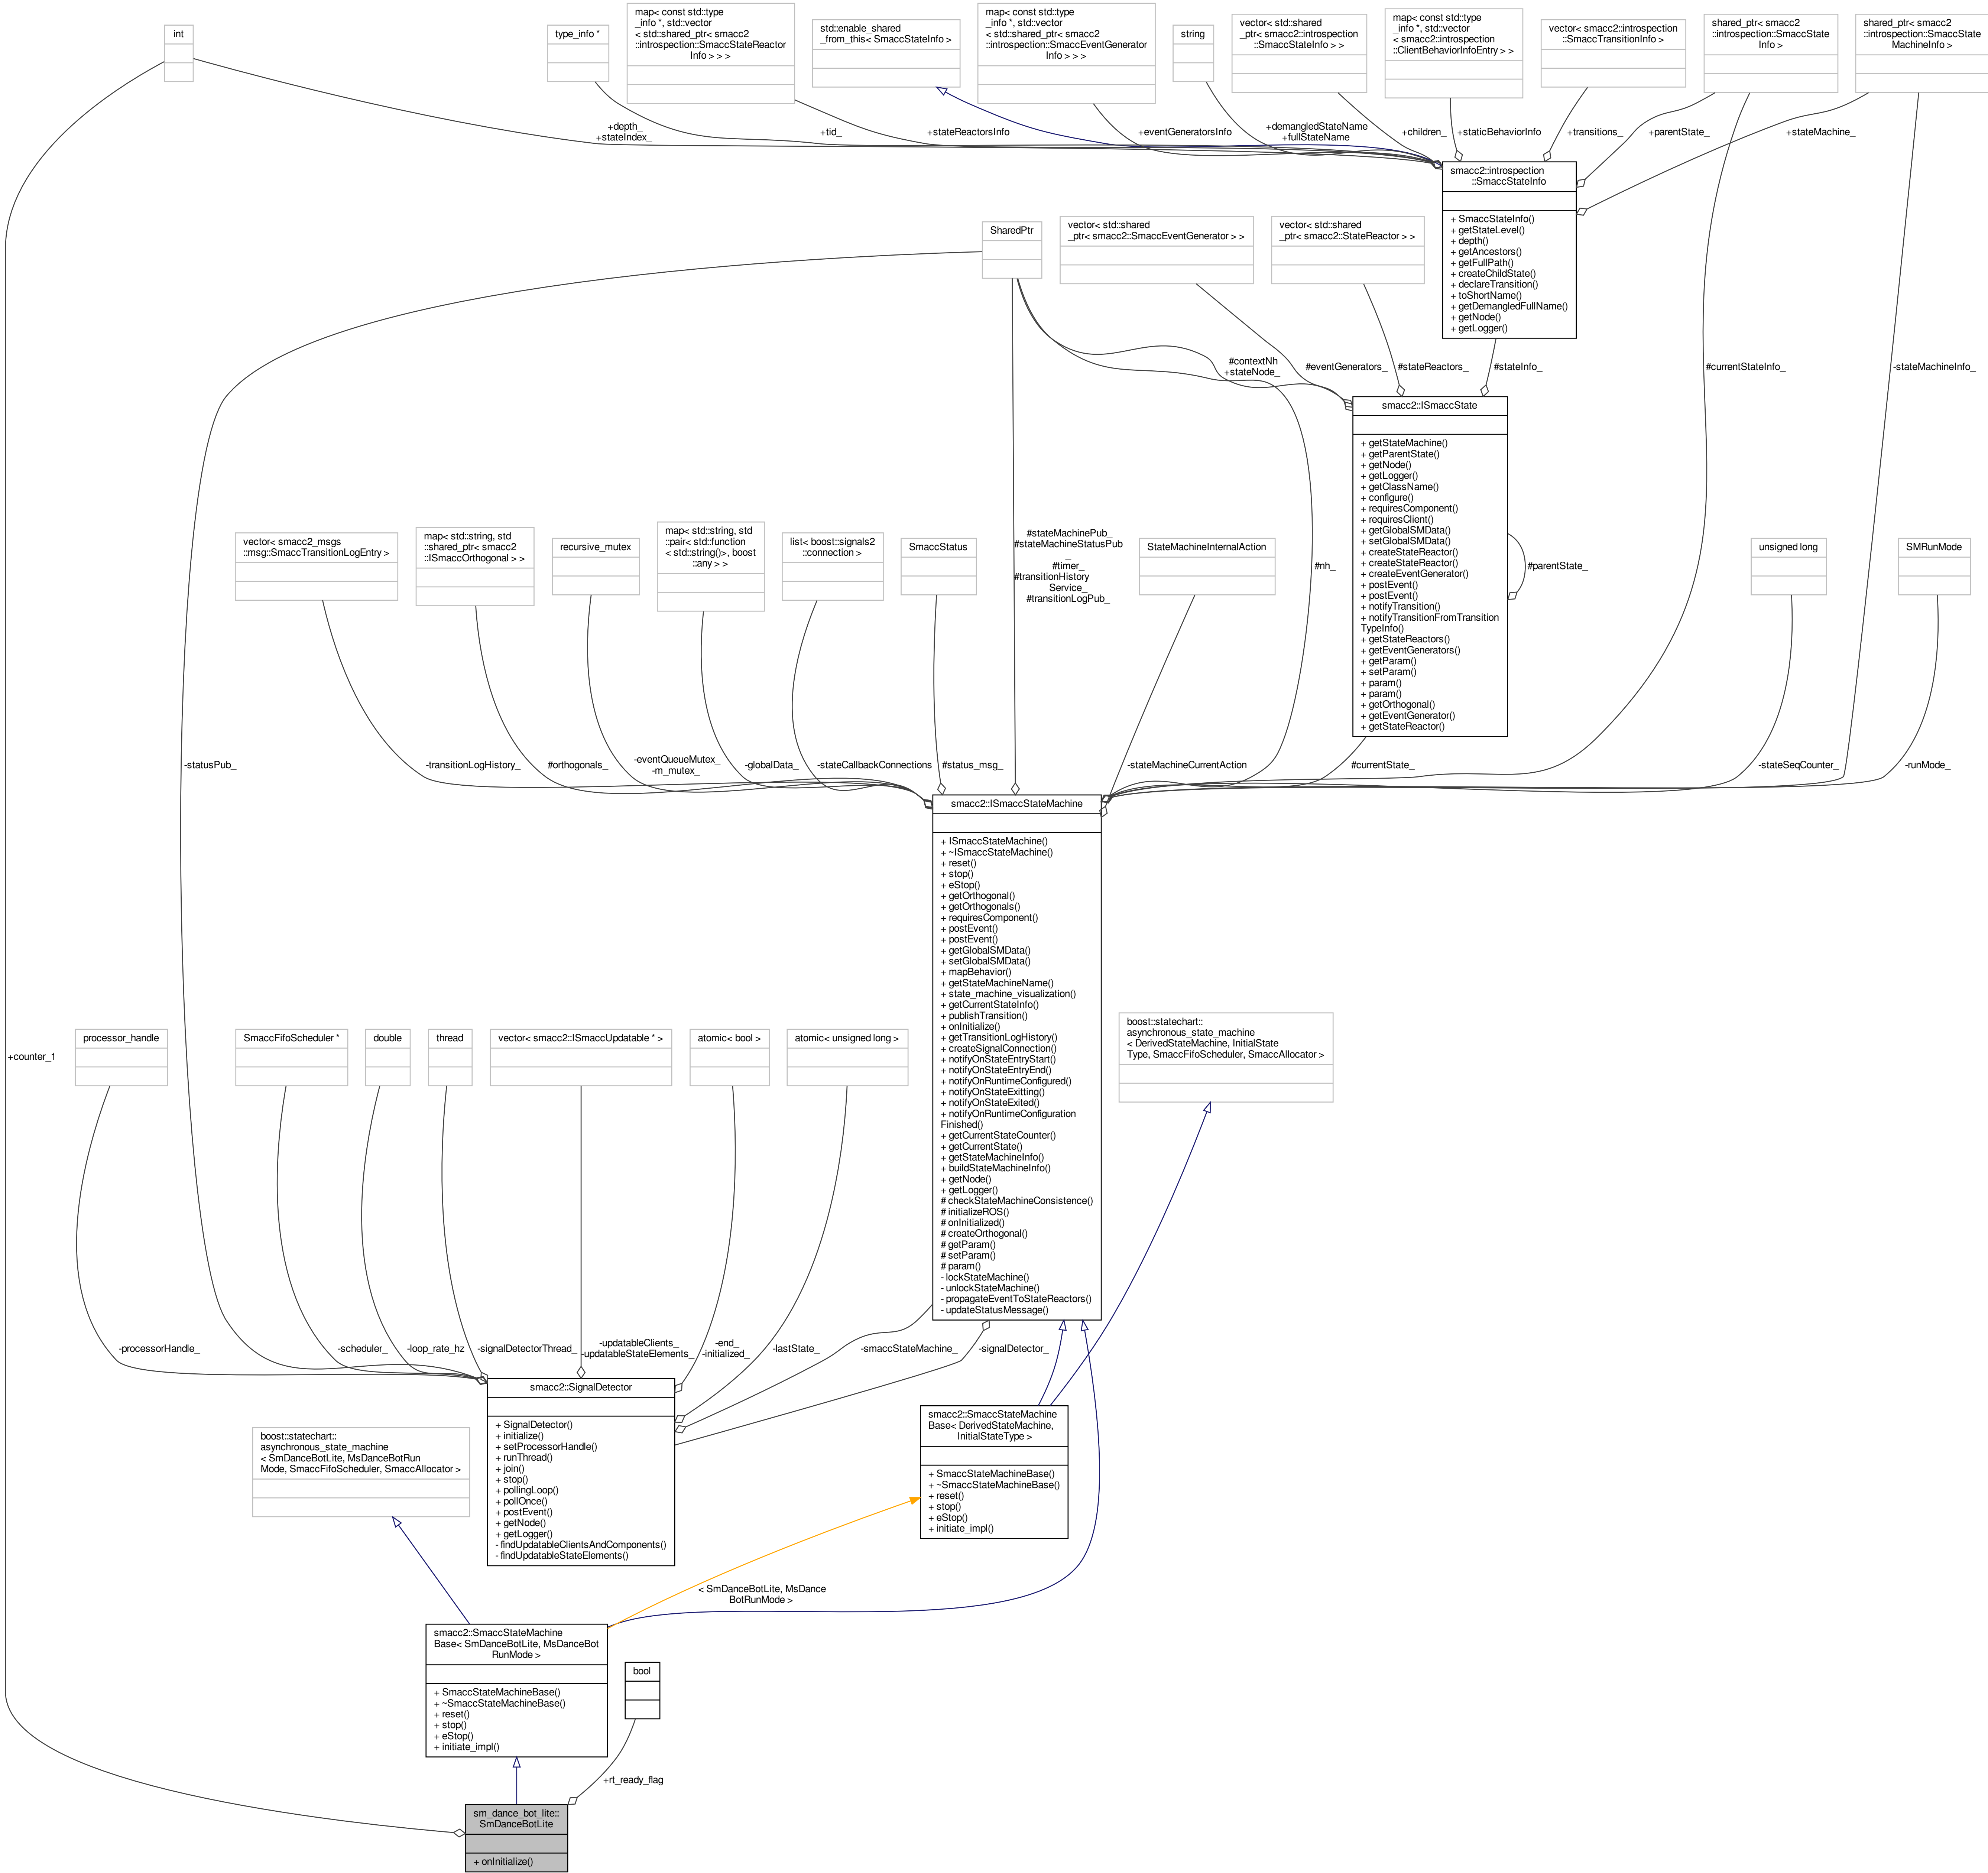 int
type_info *
map< const std::type
_info *, std::vector
< std::shared_ptr< smacc2
::introspection::SmaccStateReactor
Info > > >
std::enable_shared
_from_this< SmaccStateInfo >
map< const std::type
_info *, std::vector
< std::shared_ptr< smacc2
::introspection::SmaccEventGenerator
Info > > >
string
vector< std::shared
_ptr< smacc2::introspection
::SmaccStateInfo > >
map< const std::type
_info *, std::vector
< smacc2::introspection
::ClientBehaviorInfoEntry > >
vector< smacc2::introspection
::SmaccTransitionInfo >
shared_ptr< smacc2
::introspection::SmaccState
Info >
shared_ptr< smacc2
::introspection::SmaccState
MachineInfo >
+depth_
+stateIndex_
+tid_
+stateReactorsInfo
+eventGeneratorsInfo
+demangledStateName
+fullStateName
+children_
+staticBehaviorInfo
+transitions_
+parentState_
+stateMachine_
smacc2::introspection
::SmaccStateInfo
+ SmaccStateInfo()
+ getStateLevel()
+ depth()
+ getAncestors()
+ getFullPath()
+ createChildState()
+ declareTransition()
+ toShortName()
+ getDemangledFullName()
+ getNode()
+ getLogger()
SharedPtr
vector< std::shared
_ptr< smacc2::SmaccEventGenerator > >
vector< std::shared
_ptr< smacc2::StateReactor > >
#contextNh
+stateNode_
#eventGenerators_
#stateReactors_
#stateInfo_
#currentStateInfo_
-stateMachineInfo_
smacc2::ISmaccState
+ getStateMachine()
+ getParentState()
+ getNode()
+ getLogger()
+ getClassName()
+ configure()
+ requiresComponent()
+ requiresClient()
+ getGlobalSMData()
+ setGlobalSMData()
+ createStateReactor()
+ createStateReactor()
+ createEventGenerator()
+ postEvent()
+ postEvent()
+ notifyTransition()
+ notifyTransitionFromTransition
TypeInfo()
+ getStateReactors()
+ getEventGenerators()
+ getParam()
+ setParam()
+ param()
+ param()
+ getOrthogonal()
+ getEventGenerator()
+ getStateReactor()
#parentState_
vector< smacc2_msgs
::msg::SmaccTransitionLogEntry >
map< std::string, std
::shared_ptr< smacc2
::ISmaccOrthogonal > >
recursive_mutex
map< std::string, std
::pair< std::function
< std::string()>, boost
::any > >
list< boost::signals2
::connection >
SmaccStatus
#stateMachinePub_
#stateMachineStatusPub
_
#timer_
#transitionHistory
Service_
#transitionLogPub_
StateMachineInternalAction
#nh_
unsigned long
SMRunMode
-statusPub_
-transitionLogHistory_
#orthogonals_
-eventQueueMutex_
-m_mutex_
-globalData_
-stateCallbackConnections
#status_msg_
-stateMachineCurrentAction
#currentState_
-stateSeqCounter_
-runMode_
smacc2::ISmaccStateMachine
+ ISmaccStateMachine()
+ ~ISmaccStateMachine()
+ reset()
+ stop()
+ eStop()
+ getOrthogonal()
+ getOrthogonals()
+ requiresComponent()
+ postEvent()
+ postEvent()
+ getGlobalSMData()
+ setGlobalSMData()
+ mapBehavior()
+ getStateMachineName()
+ state_machine_visualization()
+ getCurrentStateInfo()
+ publishTransition()
+ onInitialize()
+ getTransitionLogHistory()
+ createSignalConnection()
+ notifyOnStateEntryStart()
+ notifyOnStateEntryEnd()
+ notifyOnRuntimeConfigured()
+ notifyOnStateExitting()
+ notifyOnStateExited()
+ notifyOnRuntimeConfiguration
Finished()
+ getCurrentStateCounter()
+ getCurrentState()
+ getStateMachineInfo()
+ buildStateMachineInfo()
+ getNode()
+ getLogger()
# checkStateMachineConsistence()
# initializeROS()
# onInitialized()
# createOrthogonal()
# getParam()
# setParam()
# param()
- lockStateMachine()
- unlockStateMachine()
- propagateEventToStateReactors()
- updateStatusMessage()
+counter_1
processor_handle
SmaccFifoScheduler *
double
thread
vector< smacc2::ISmaccUpdatable * >
atomic< bool >
atomic< unsigned long >
boost::statechart::
asynchronous_state_machine
< DerivedStateMachine, InitialState
Type, SmaccFifoScheduler, SmaccAllocator >
-processorHandle_
-scheduler_
-loop_rate_hz
-signalDetectorThread_
-updatableClients_
-updatableStateElements_
-end_
-initialized_
-lastState_
-smaccStateMachine_
-signalDetector_
smacc2::SignalDetector
+ SignalDetector()
+ initialize()
+ setProcessorHandle()
+ runThread()
+ join()
+ stop()
+ pollingLoop()
+ pollOnce()
+ postEvent()
+ getNode()
+ getLogger()
- findUpdatableClientsAndComponents()
- findUpdatableStateElements()
smacc2::SmaccStateMachine
Base< DerivedStateMachine,
InitialStateType >
+ SmaccStateMachineBase()
+ ~SmaccStateMachineBase()
+ reset()
+ stop()
+ eStop()
+ initiate_impl()
boost::statechart::
asynchronous_state_machine
< SmDanceBotLite, MsDanceBotRun
Mode, SmaccFifoScheduler, SmaccAllocator >
< SmDanceBotLite, MsDance
BotRunMode >
smacc2::SmaccStateMachine
Base< SmDanceBotLite, MsDanceBot
RunMode >
+ SmaccStateMachineBase()
+ ~SmaccStateMachineBase()
+ reset()
+ stop()
+ eStop()
+ initiate_impl()
bool
+rt_ready_flag
sm_dance_bot_lite::
SmDanceBotLite
+ onInitialize()